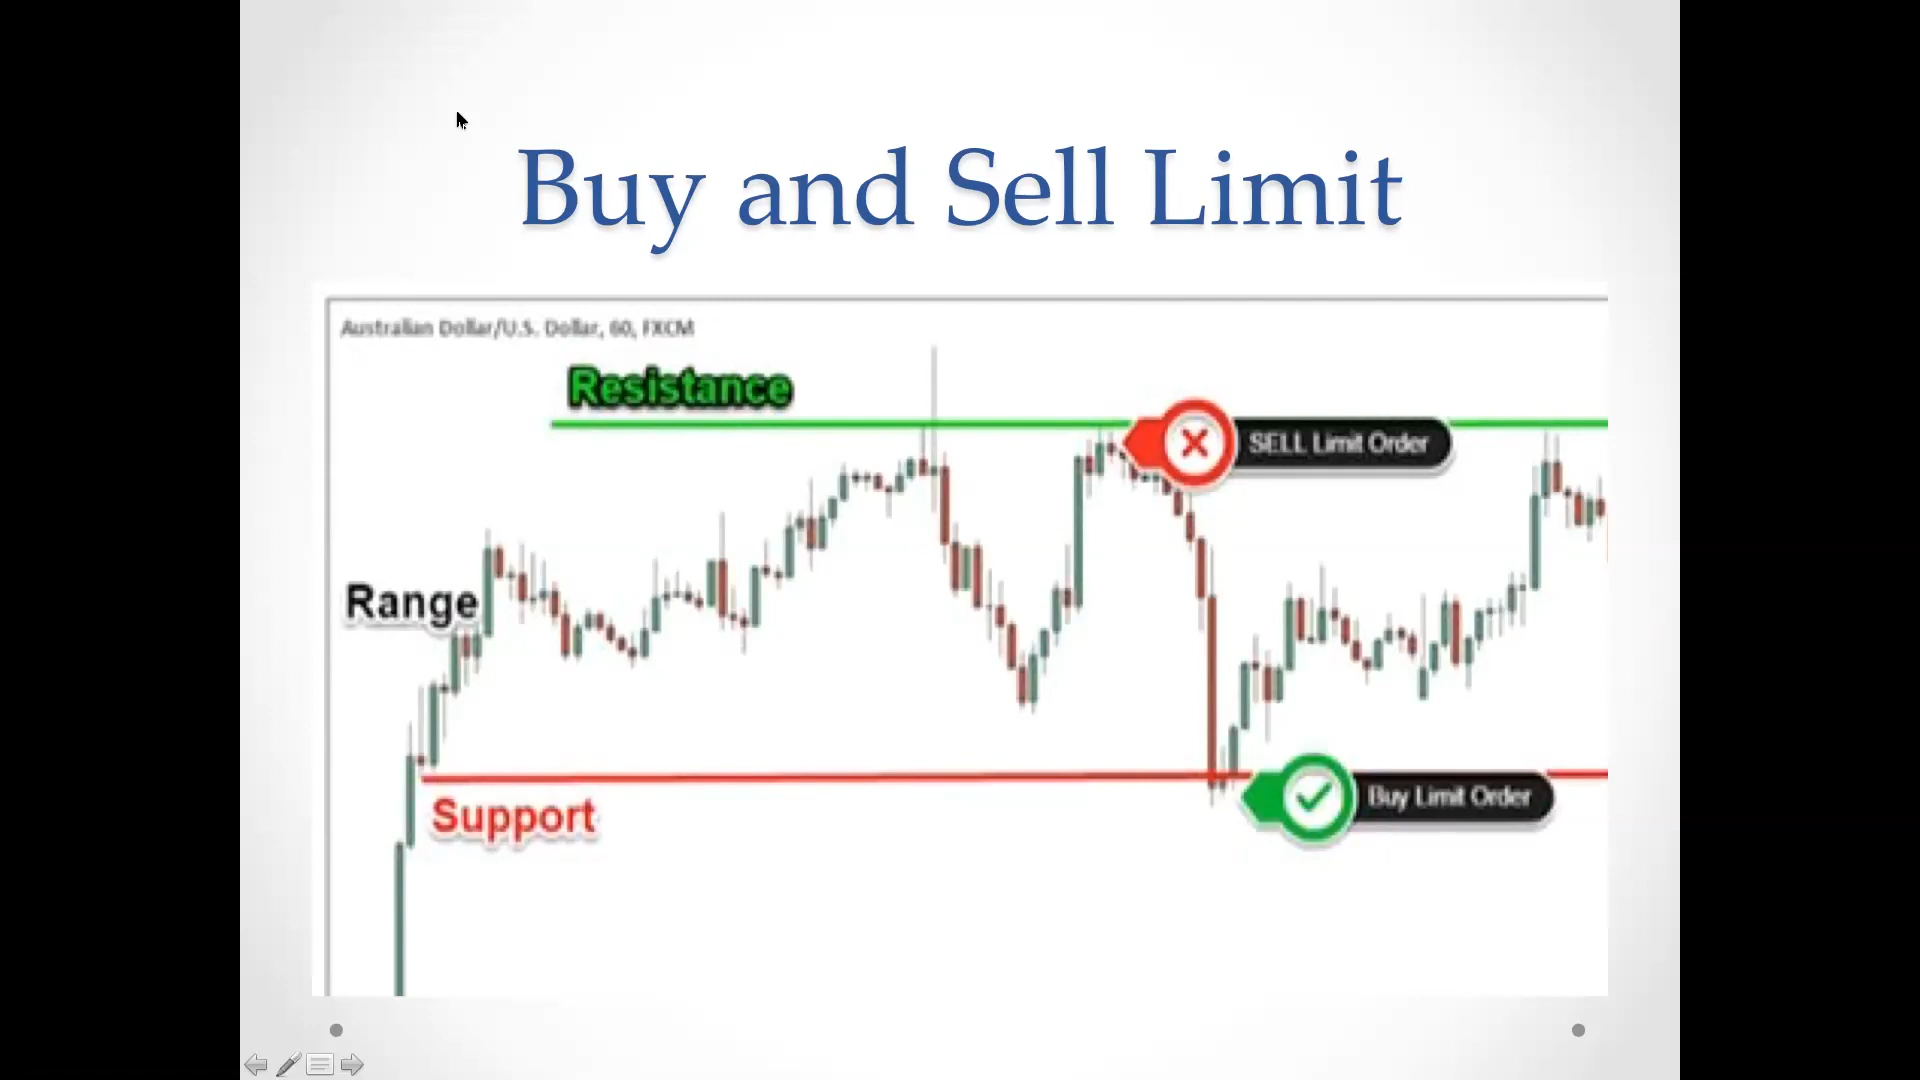 Buy and Sell Limit
Australian Dollar/U.S. Dollar, 60, FXCM
Resistance
SELL Limit Order
Range
Support
Buy Limit Order